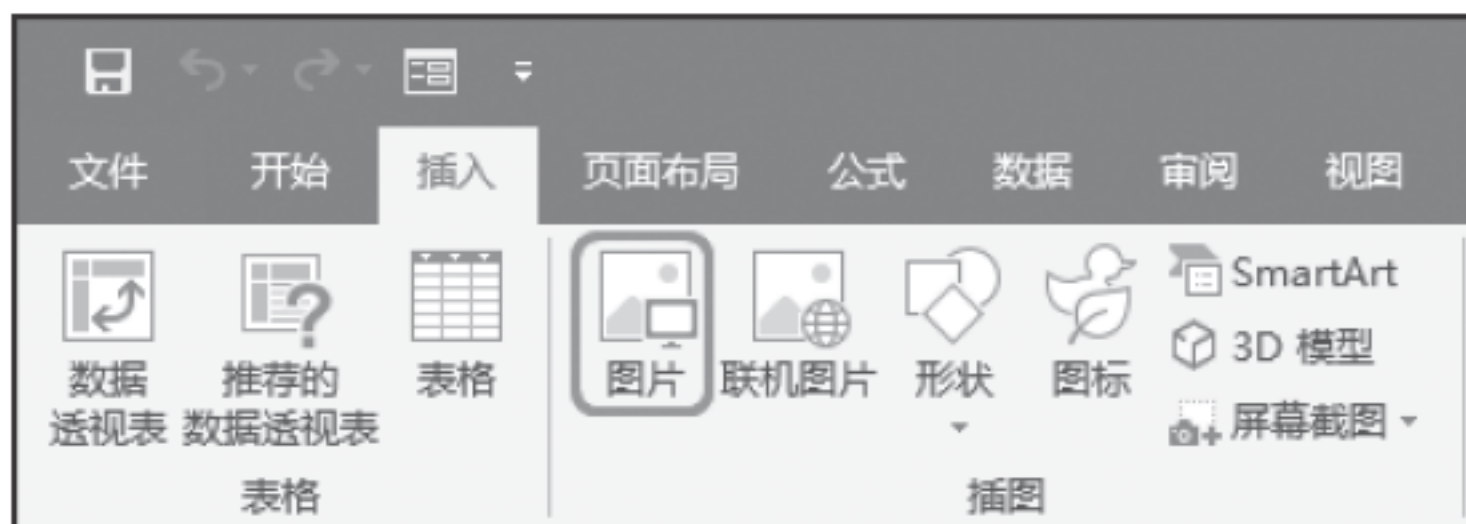 文件 开始 插入 页面布局 公式 数据 审阅 视图
数据透视表
推荐的数据透视表
表格
图片
联机图片
形状
图标
SmartArt
3D 模型
屏幕截图
表格
插图